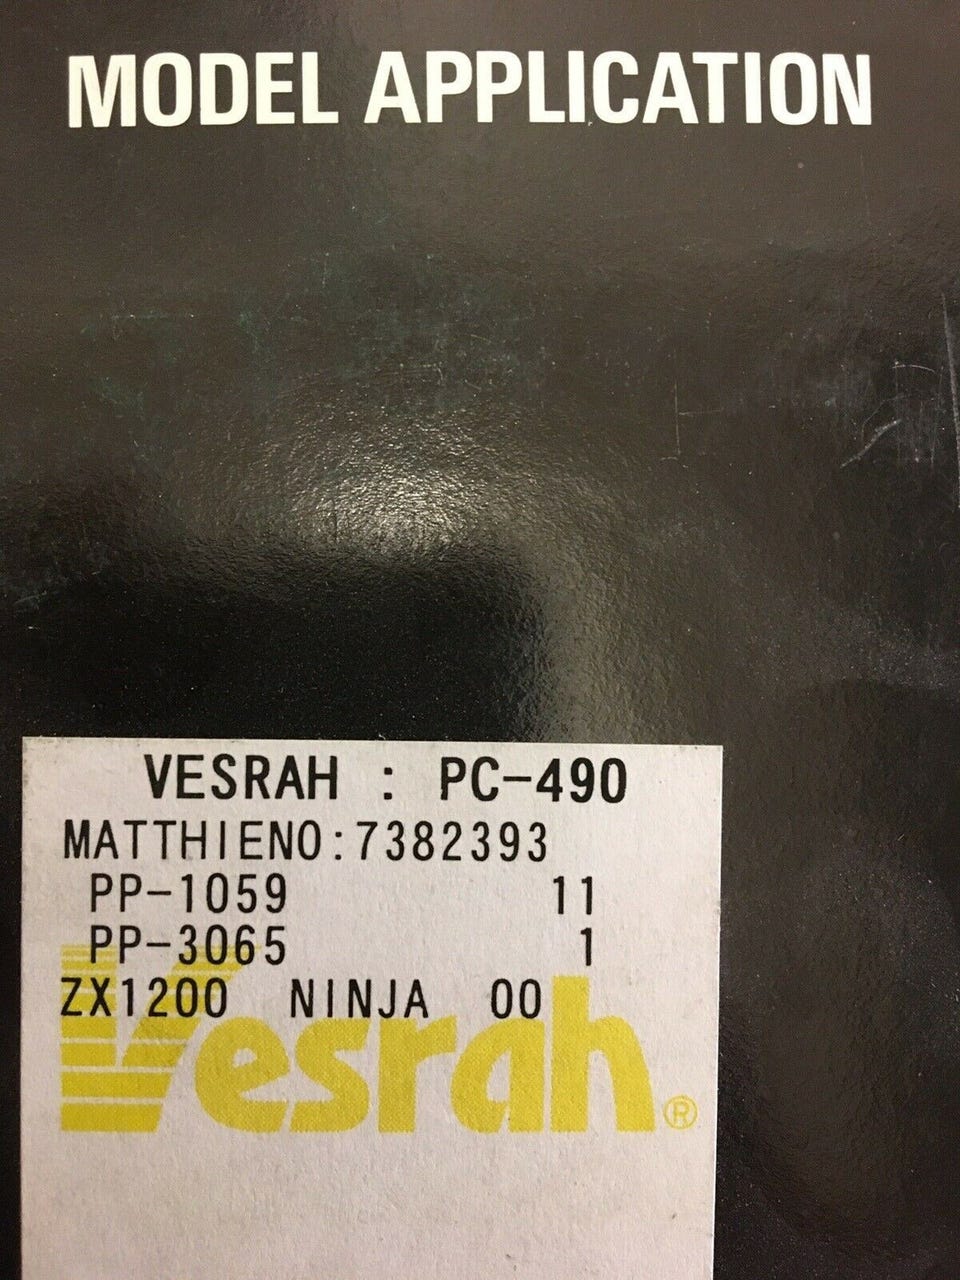 MODEL APPLICATION
VESRAH : PC-490
MATTHIENO:7382393
PP-1059 11
PP-3065 1
ZX1200 NINJA 00
Vesrah®